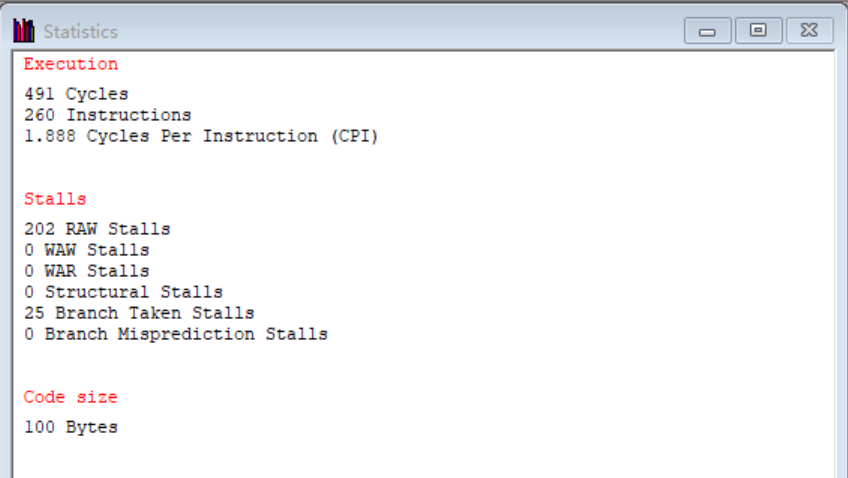 Statistics
Execution
491 Cycles
260 Instructions
1.888 Cycles Per Instruction (CPI)
Stalls
202 RAW Stalls
0 WAW Stalls
0 WAR Stalls
0 Structural Stalls
25 Branch Taken Stalls
0 Branch Misprediction Stalls
Code size
100 Bytes